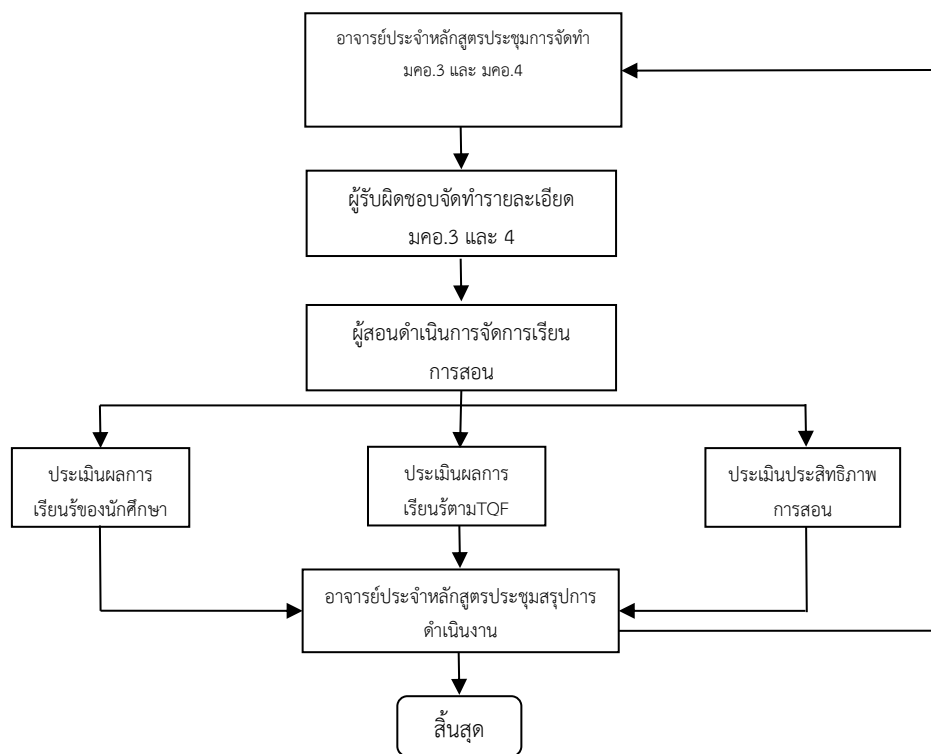 อาจารย์ประจำหลักสูตรประชุมการจัดทำ
มคอ.3 และ มคอ.4
ผู้รับผิดชอบจัดทำรายละเอียด
มคอ.3 และ 4
ผู้สอนดำเนินการจัดการเรียน
การสอน
ประเมินผลการ
เรียนรู้ของนักศึกษา
ประเมินผลการ
เรียนรู้ตามTQF
ประเมินประสิทธิภาพ
การสอน
อาจารย์ประจำหลักสูตรประชุมสรุปการ
ดำเนินงาน
สิ้นสุด